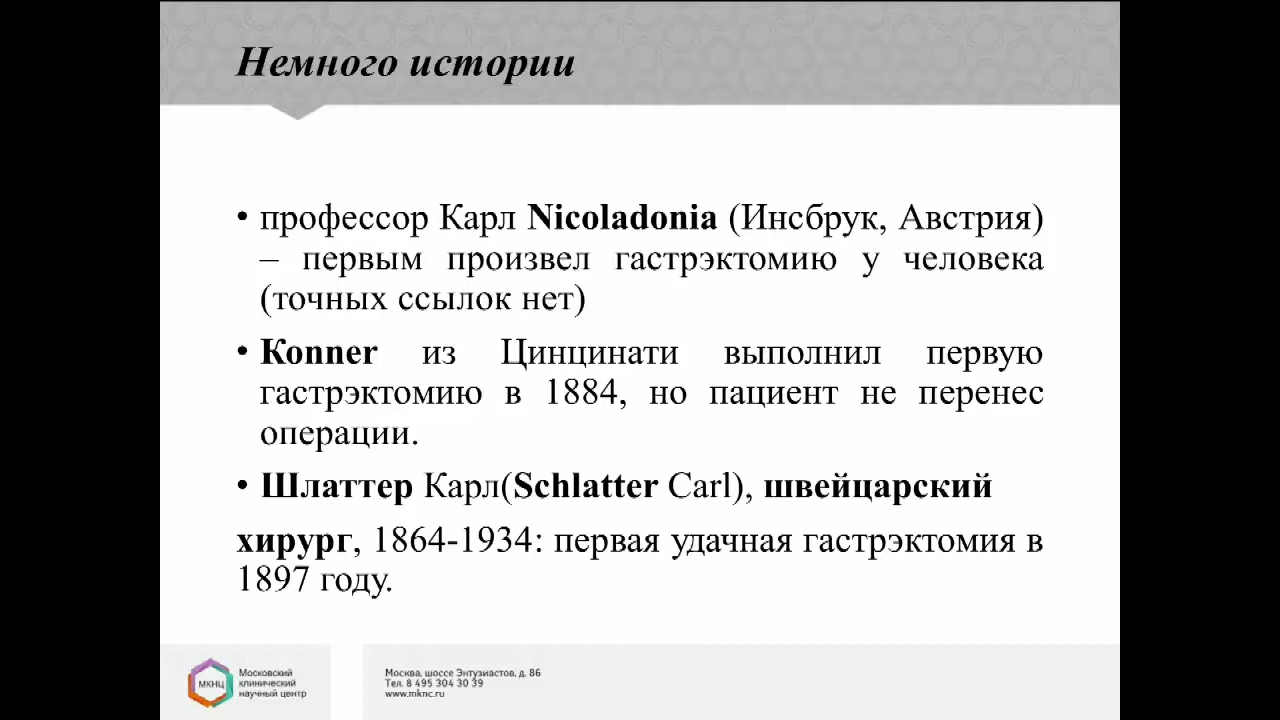 Немного истории
• профессор Карл Nicoladonia (Инсбрук, Австрия)
– первым произвел гастрэктомию у человека
(точных ссылок нет)
• Konner из Цинцинати выполнил первую
гастрэктомию в 1884, но пациент не перенес
операции.
• Шлаттер Карл(Schlatter Carl), швейцарский
хирург, 1864-1934: первая удачная гастрэктомия в
1897 году.
МКНЦ
Московский
клинический
научный центр
Москва, шоссе Энтузиастов, д. 86
Тел. 8 495 304 30 39
www.mknc.ru